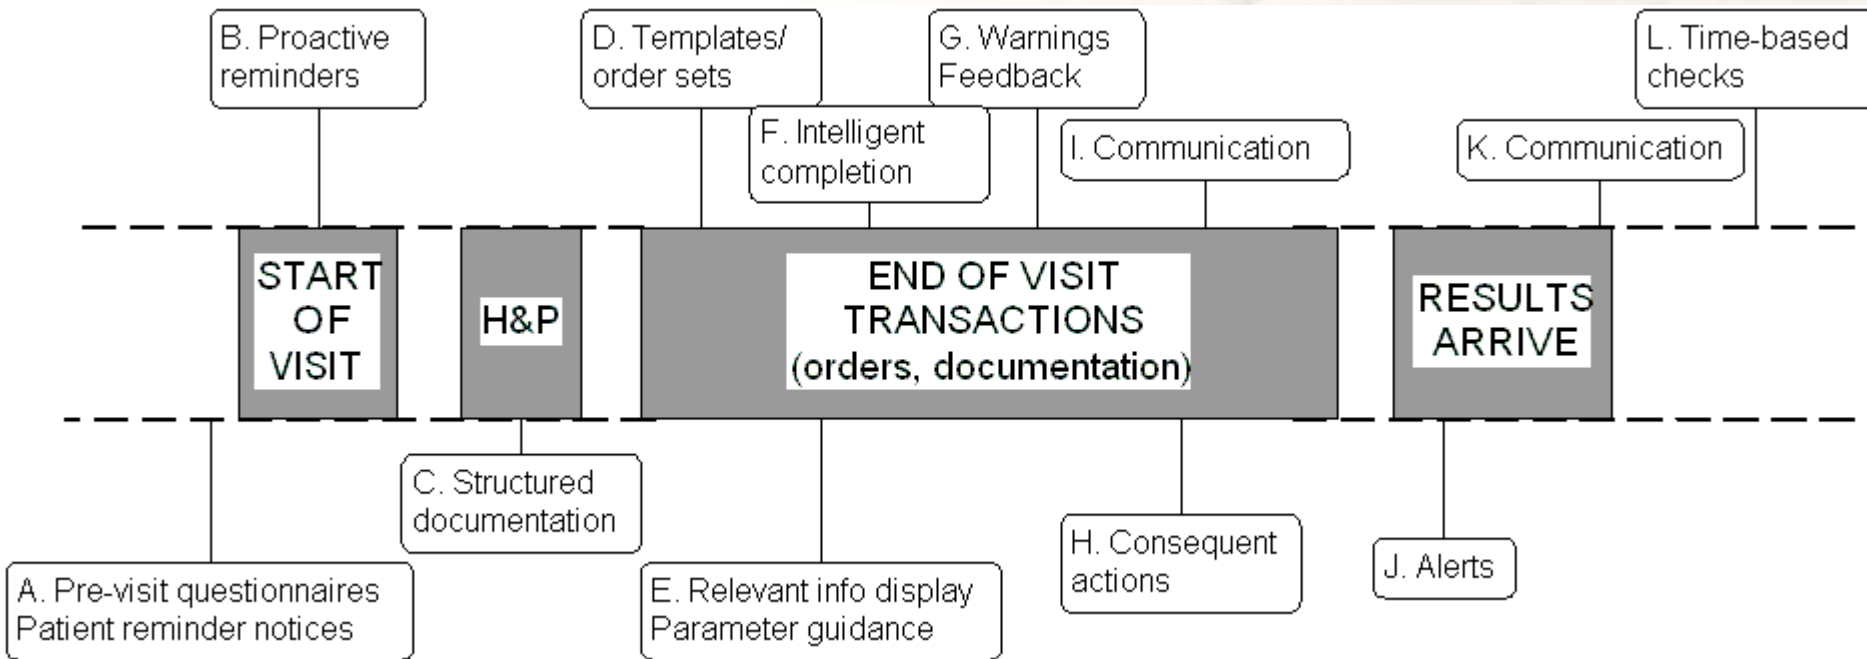 B. Proactive
reminders
D. Templates/
order sets
G. Warnings
Feedback
L. Time-based
checks
F. Intelligent
completion
I. Communication
K. Communication
START
OF
VISIT
H&P
END OF VISIT
TRANSACTIONS
(orders, documentation)
RESULTS
ARRIVE
C. Structured
documentation
A. Pre-visit questionnaires
Patient reminder notices
E. Relevant info display
Parameter guidance
H. Consequent
actions
J. Alerts